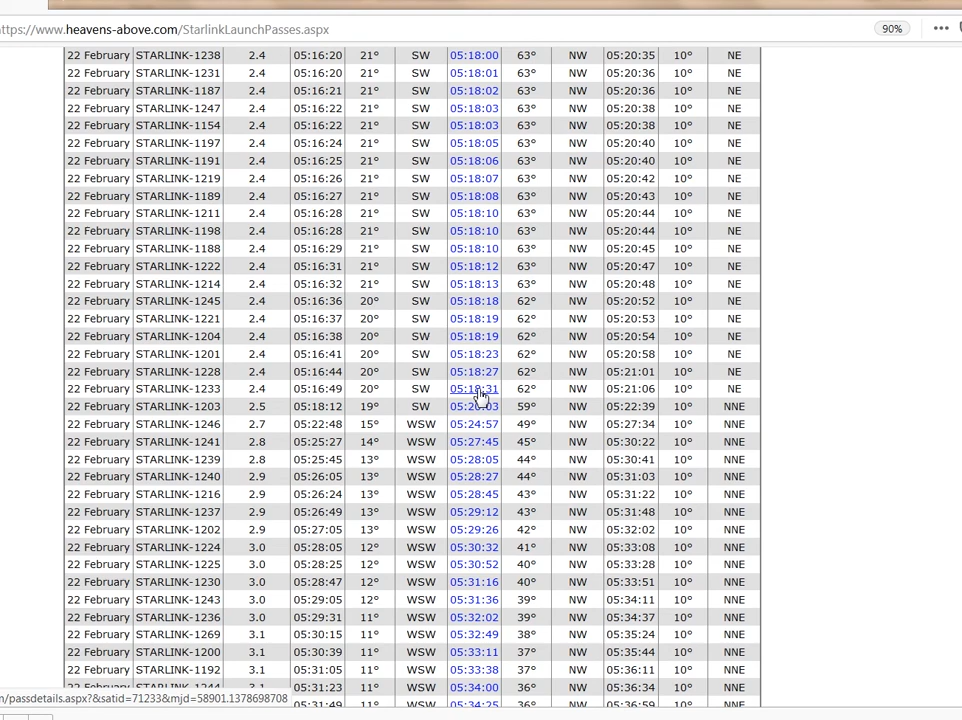 https://www.heavens-above.com/StarlinkLaunchPasses.aspx 90%
22 February STARLINK-1238 2.4 05:16:20 21° SW 05:18:00 63° NW 05:20:35 10° NE
22 February STARLINK-1231 2.4 05:16:20 21° SW 05:18:01 63° NW 05:20:36 10° NE
22 February STARLINK-1187 2.4 05:16:21 21° SW 05:18:02 63° NW 05:20:36 10° NE
22 February STARLINK-1247 2.4 05:16:22 21° SW 05:18:03 63° NW 05:20:38 10° NE
22 February STARLINK-1154 2.4 05:16:22 21° SW 05:18:03 63° NW 05:20:38 10° NE
22 February STARLINK-1197 2.4 05:16:24 21° SW 05:18:05 63° NW 05:20:40 10° NE
22 February STARLINK-1191 2.4 05:16:25 21° SW 05:18:06 63° NW 05:20:40 10° NE
22 February STARLINK-1219 2.4 05:16:26 21° SW 05:18:07 63° NW 05:20:42 10° NE
22 February STARLINK-1189 2.4 05:16:27 21° SW 05:18:08 63° NW 05:20:43 10° NE
22 February STARLINK-1211 2.4 05:16:28 21° SW 05:18:10 63° NW 05:20:44 10° NE
22 February STARLINK-1198 2.4 05:16:28 21° SW 05:18:10 63° NW 05:20:44 10° NE
22 February STARLINK-1188 2.4 05:16:29 21° SW 05:18:10 63° NW 05:20:45 10° NE
22 February STARLINK-1222 2.4 05:16:31 21° SW 05:18:12 63° NW 05:20:47 10° NE
22 February STARLINK-1214 2.4 05:16:32 21° SW 05:18:13 63° NW 05:20:48 10° NE
22 February STARLINK-1245 2.4 05:16:36 20° SW 05:18:18 62° NW 05:20:52 10° NE
22 February STARLINK-1221 2.4 05:16:37 20° SW 05:18:19 62° NW 05:20:53 10° NE
22 February STARLINK-1204 2.4 05:16:38 20° SW 05:18:19 62° NW 05:20:54 10° NE
22 February STARLINK-1201 2.4 05:16:41 20° SW 05:18:23 62° NW 05:20:58 10° NE
22 February STARLINK-1228 2.4 05:16:44 20° SW 05:18:27 62° NW 05:21:01 10° NE
22 February STARLINK-1233 2.4 05:16:49 20° SW 05:18:31 62° NW 05:21:06 10° NE
22 February STARLINK-1203 2.5 05:18:12 19° SW 05:20:03 59° NW 05:22:39 10° NNE
22 February STARLINK-1246 2.7 05:22:48 15° WSW 05:24:57 49° NW 05:27:34 10° NNE
22 February STARLINK-1241 2.8 05:25:27 14° WSW 05:27:45 45° NW 05:30:22 10° NNE
22 February STARLINK-1239 2.8 05:25:45 13° WSW 05:28:05 44° NW 05:30:41 10° NNE
22 February STARLINK-1240 2.9 05:26:05 13° WSW 05:28:27 44° NW 05:31:03 10° NNE
22 February STARLINK-1216 2.9 05:26:24 13° WSW 05:28:45 43° NW 05:31:22 10° NNE
22 February STARLINK-1237 2.9 05:26:49 13° WSW 05:29:12 43° NW 05:31:48 10° NNE
22 February STARLINK-1202 2.9 05:27:05 13° WSW 05:29:26 42° NW 05:32:02 10° NNE
22 February STARLINK-1224 3.0 05:28:05 12° WSW 05:30:32 41° NW 05:33:08 10° NNE
22 February STARLINK-1225 3.0 05:28:25 12° WSW 05:30:52 40° NW 05:33:28 10° NNE
22 February STARLINK-1230 3.0 05:28:47 12° WSW 05:31:16 40° NW 05:33:51 10° NNE
22 February STARLINK-1243 3.0 05:29:05 12° WSW 05:31:36 39° NW 05:34:11 10° NNE
22 February STARLINK-1236 3.0 05:29:31 11° WSW 05:32:02 39° NW 05:34:37 10° NNE
22 February STARLINK-1269 3.1 05:30:15 11° WSW 05:32:49 38° NW 05:35:24 10° NNE
22 February STARLINK-1200 3.1 05:30:39 11° WSW 05:33:11 37° NW 05:35:44 10° NNE
22 February STARLINK-1192 3.1 05:31:05 11° WSW 05:33:38 37° NW 05:36:11 10° NNE
22 February STARLINK-1244 3.1 05:31:23 11° WSW 05:34:00 36° NW 05:36:34 10° NNE
m/passdetails.aspx?&satid=71233&mjd=58901.1378698708
05:31:49 11° WSW 05:34:25 36° NW 05:36:59 10° NNE